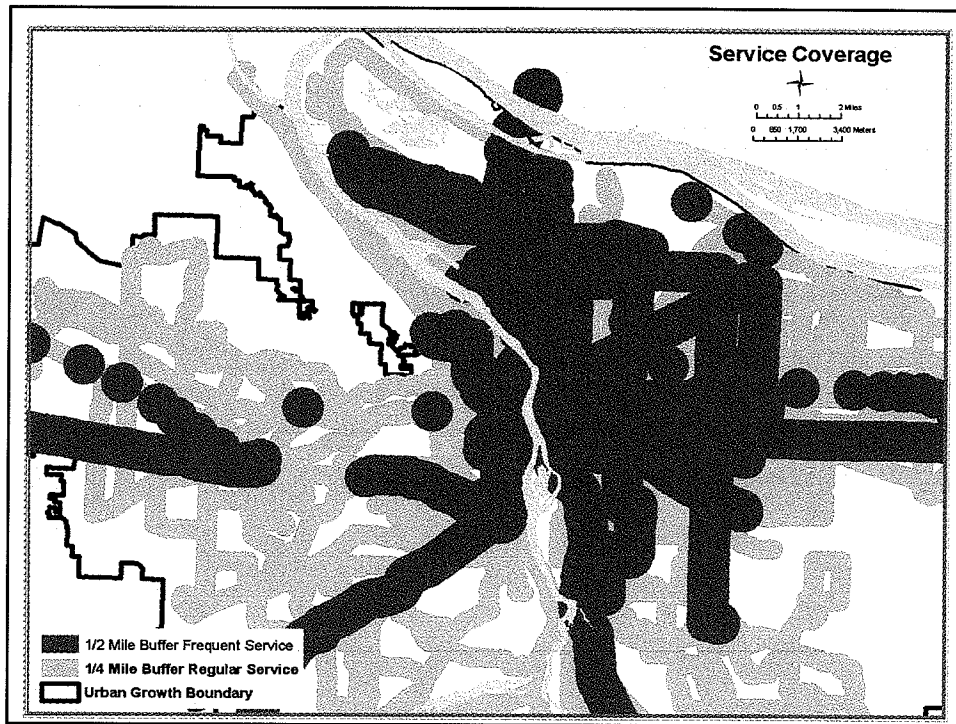 Service Coverage
0 0.5 1 2 Miles
0 850 1,700 3,400 Meters
1/2 Mile Buffer Frequent Service
1/4 Mile Buffer Regular Service
Urban Growth Boundary